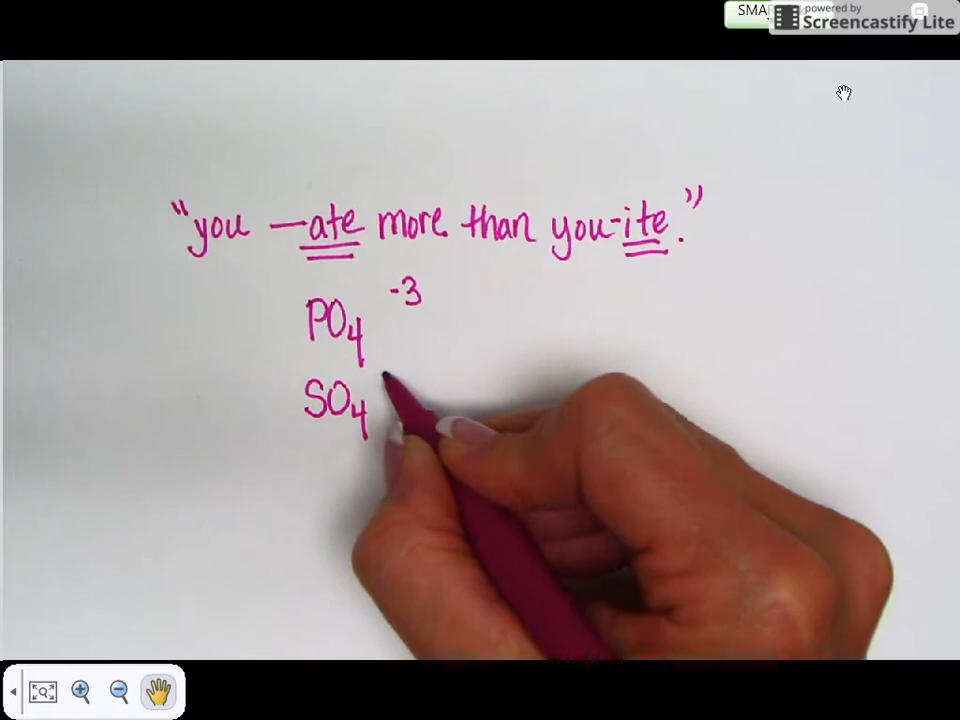 SMA
powered by
Screencastify Lite
"you —ate more than you-ite."
PO₄ -3
SO₄